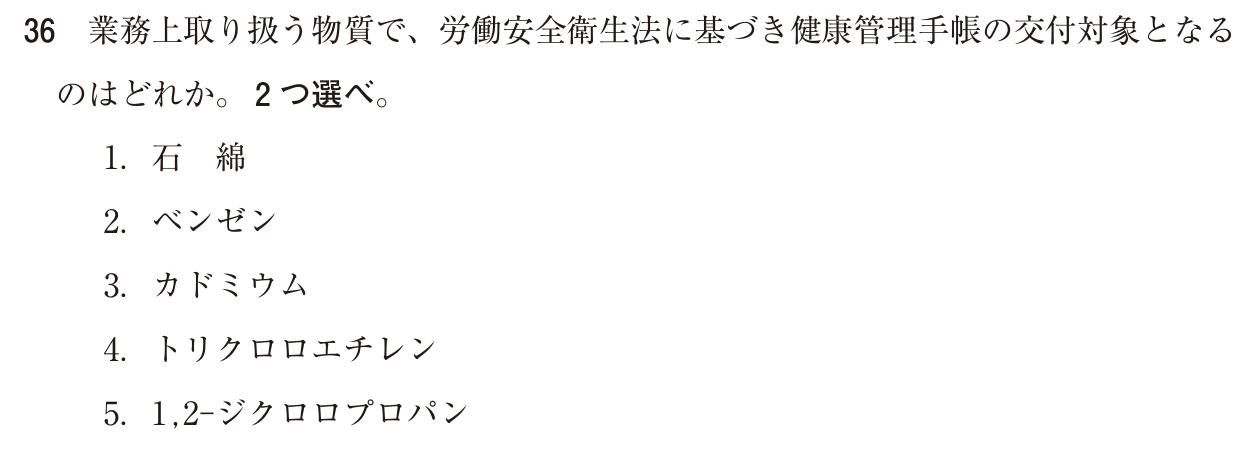 36 業務上取り扱う物質で、労働安全衛生法に基づき健康管理手帳の交付対象となる
のはどれか。2つ選べ。
1. 石 綿
2. ベンゼン
3. カドミウム
4. トリクロロエチレン
5. 1,2-ジクロロプロパン